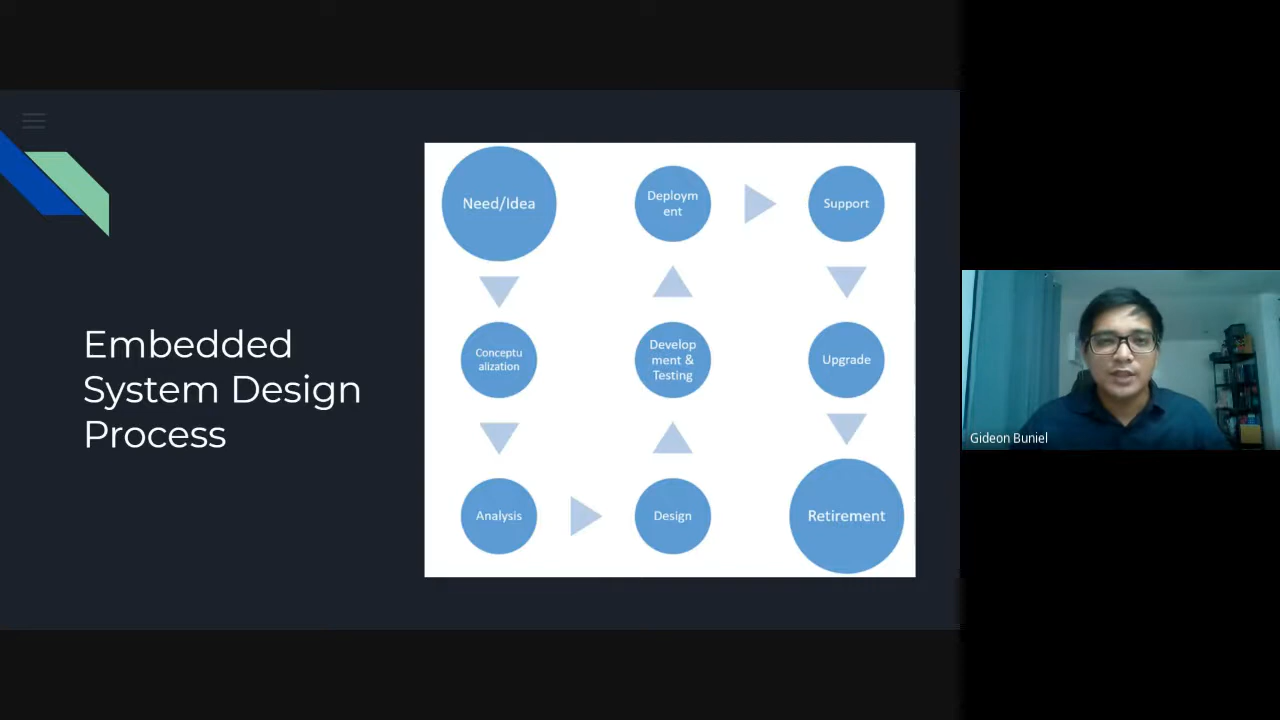 Embedded
System Design
Process
Need/Idea
Conceptu
alization
Analysis
Design
Develop
ment &
Testing
Deploym
ent
Support
Upgrade
Retirement
Gideon Buniel